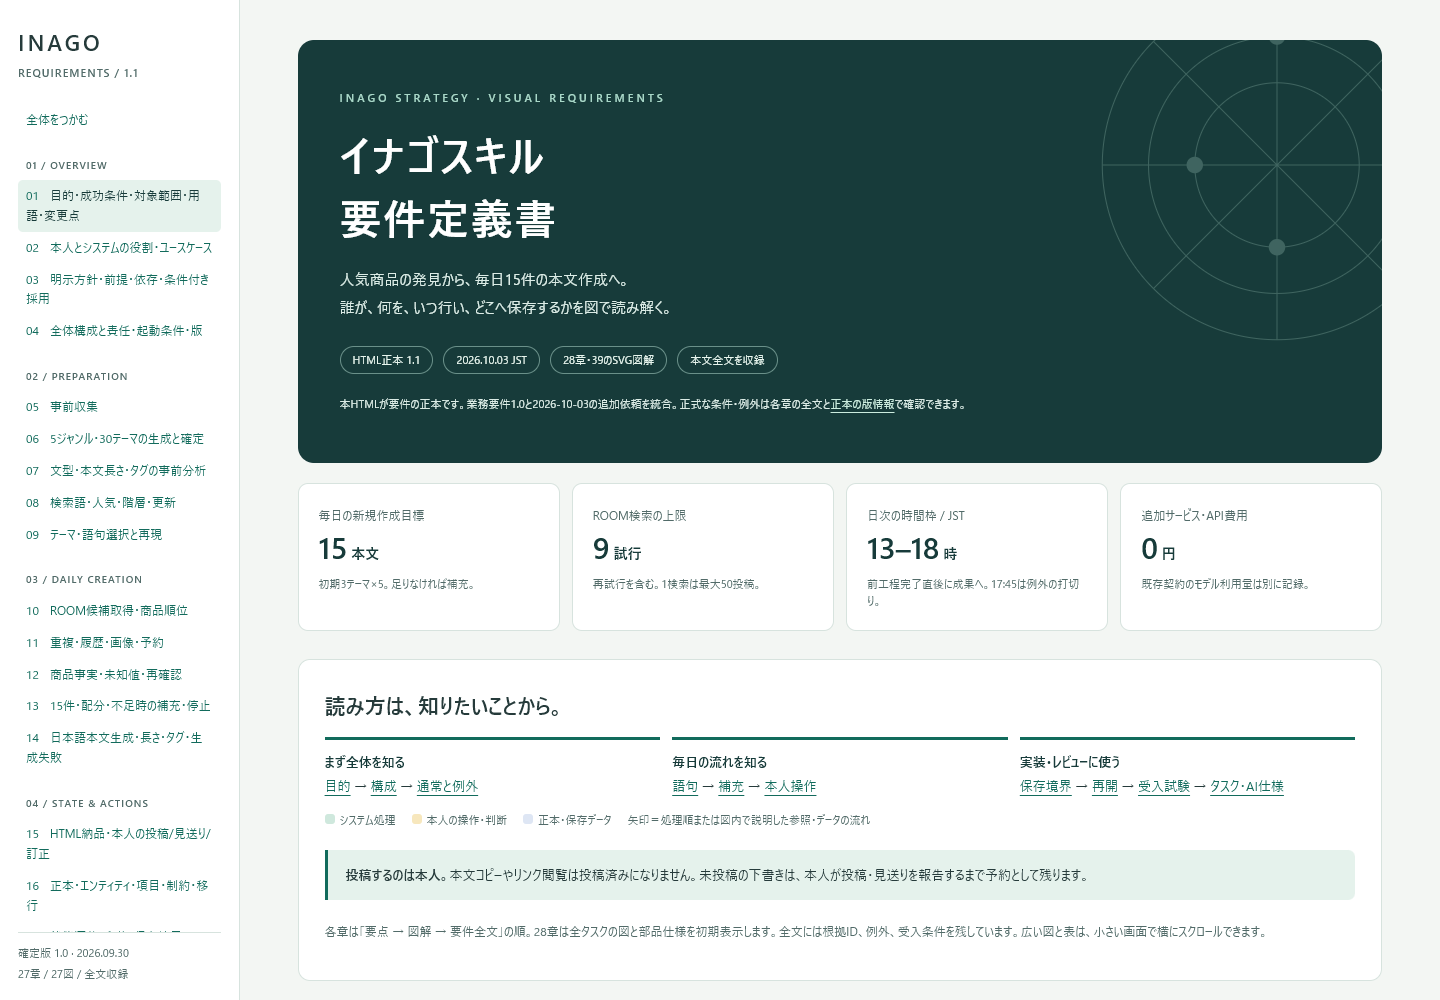 INAGO
REQUIREMENTS / 1.1
全体をつかむ
01 / OVERVIEW
01 目的・成功条件・対象範囲・用
語・変更点
02 本人とシステムの役割・ユースケース
03 明示方針・前提・依存・条件付き
採用
04 全体構成と責任・起動条件・版
02 / PREPARATION
05 事前収集
06 5ジャンル・30テーマの生成と確定
07 文型・本文長さ・タグの事前分析
08 検索語・人気・階層・更新
09 テーマ・語句選択と再現
03 / DAILY CREATION
10 ROOM候補取得・商品順位
11 重複・履歴・画像・予約
12 商品事実・未知値・再確認
13 15件・配分・不足時の補充・停止
14 日本語本文生成・長さ・タグ・生
成失敗
04 / STATE & ACTIONS
15 HTML納品・本人の投稿/見送り/
訂正
16 正本・エンティティ・項目・制約・移
行
確定版 1.0 · 2026.09.30
27章 / 27図 / 全文収録
INAGO STRATEGY · VISUAL REQUIREMENTS
イナゴスキル
要件定義書
人気商品の発見から、毎日15件の本文作成へ。
誰が、何を、いつ行い、どこへ保存するかを図で読み解く。
HTML正本 1.1
2026.10.03 JST
28章・39のSVG図解
本文全文を収録
本HTMLが要件の正本です。業務要件1.0と2026-10-03の追加依頼を統合。正式な条件・例外は各章の全文と正本の版情報で確認できます。
毎日の新規作成目標
15 本文
初期3テーマ×5。足りなければ補充。
ROOM検索の上限
9 試行
再試行を含む。1検索は最大50投稿。
日次の時間枠 / JST
13–18 時
前工程完了直後に成果へ。17:45は例外の打切
り。
追加サービス・API費用
0 円
既存契約のモデル利用量は別に記録。
読み方は、知りたいことから。
まず全体を知る
目的 → 構成 → 通常と例外
毎日の流れを知る
語句 → 補充 → 本人操作
実装・レビューに使う
保存境界 → 再開 → 受入試験 → タスク・AI仕様
システム処理 本人の操作・判断 正本・保存データ 矢印＝処理順または図内で説明した参照・データの流れ
投稿するのは本人。本文コピーやリンク閲覧は投稿済みになりません。未投稿の下書きは、本人が投稿・見送りを報告するまで予約として残ります。
各章は「要点 → 図解 → 要件全文」の順。28章は全タスクの図と部品仕様を初期表示します。全文には根拠ID、例外、受入条件を残しています。広い図と表は、小さい画面で横にスクロールできます。